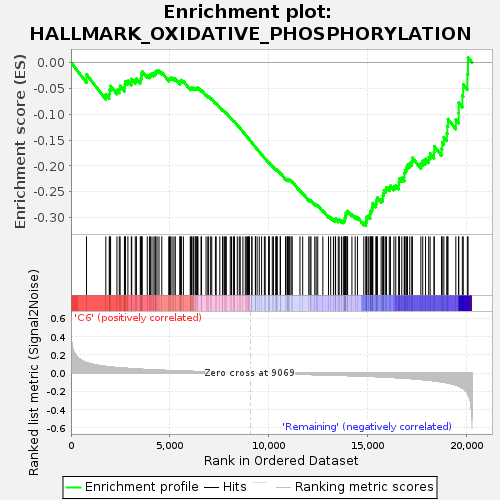 Enrichment plot:
HALLMARK_OXIDATIVE_PHOSPHORYLATION
Enrichment score (ES)
0.00
-0.05
-0.10
-0.15
-0.20
-0.25
-0.30
Ranked list metric (Signal2Noise)
'C6' (positively correlated)
0.6
0.4
0.2
0.0
-0.2
-0.4
-0.6
Zero cross at 9069
'Remaining' (negatively correlated)
0
5,000
10,000
15,000
20,000
Rank in Ordered Dataset
Enrichment profile
Hits
Ranking metric scores